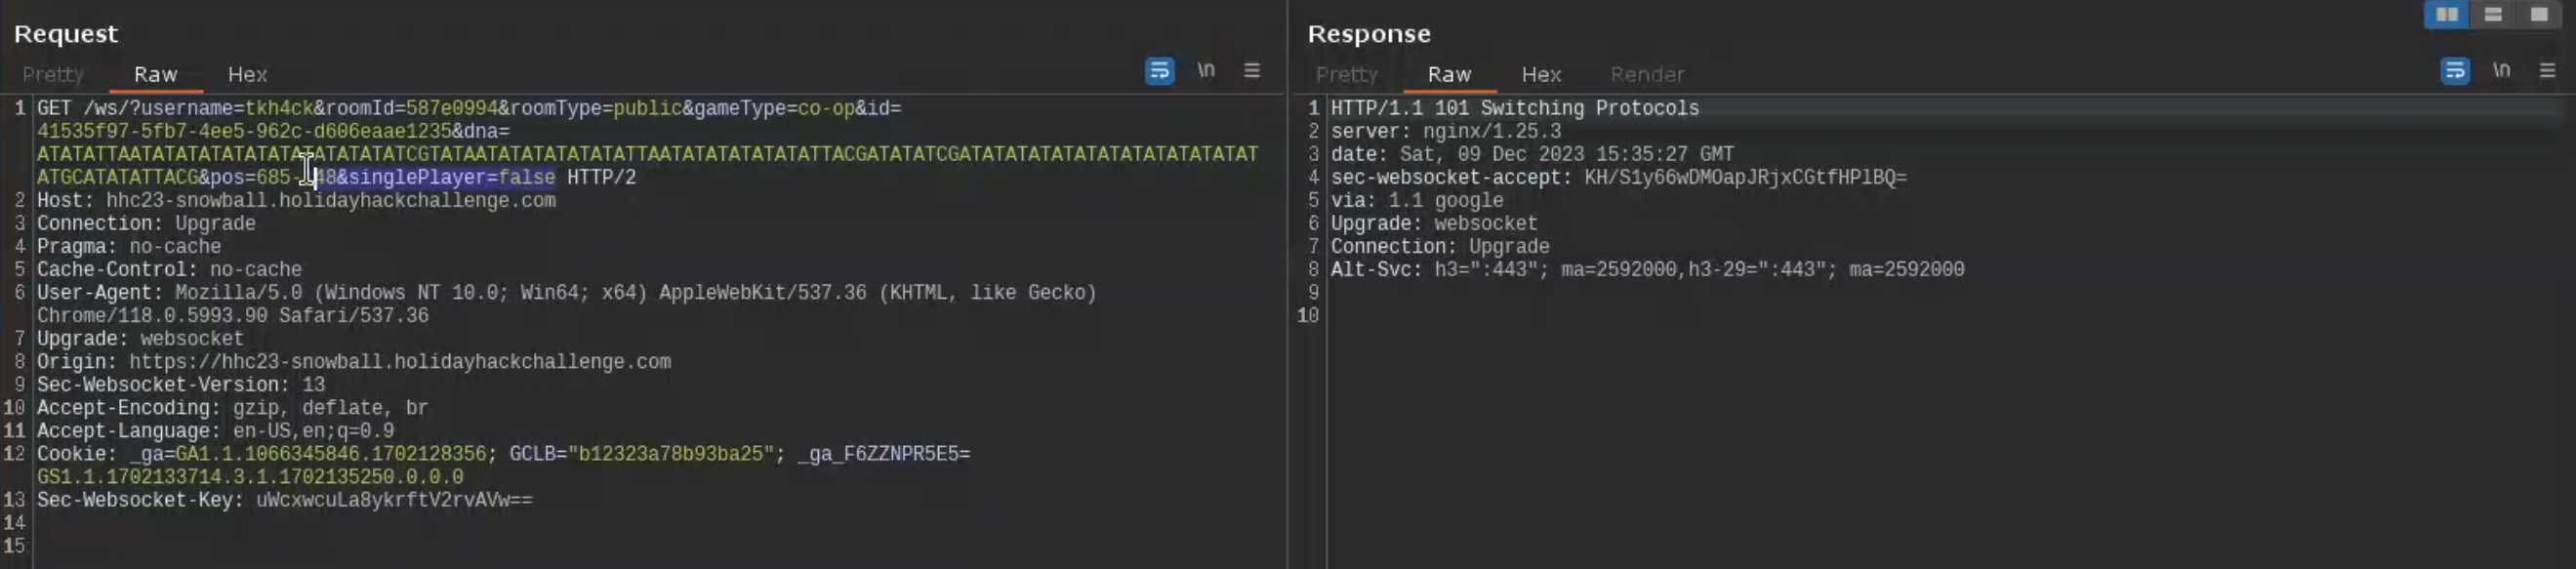 Request
Pretty Raw Hex \n
1 GET /ws/?username=tkh4ck&roomId=587e0994&roomType=public&gameType=co-op&id=
41535f97-5fb7-4ee5-962c-d606eaae1235&dna=
ATATATTAATATATATATATATATATATATATCGTATAATATATATATATATTAATATATATATATATTACGATATATCGATATATATATATATATATATATATAT
ATGCATATATTACG&pos=685- 48&singlePlayer=false HTTP/2
2 Host: hhc23-snowball.holidayhackchallenge.com
3 Connection: Upgrade
4 Pragma: no-cache
5 Cache-Control: no-cache
6 User-Agent: Mozilla/5.0 (Windows NT 10.0; Win64; x64) AppleWebKit/537.36 (KHTML, like Gecko)
Chrome/118.0.5993.90 Safari/537.36
7 Upgrade: websocket
8 Origin: https://hhc23-snowball.holidayhackchallenge.com
9 Sec-Websocket-Version: 13
10 Accept-Encoding: gzip, deflate, br
11 Accept-Language: en-US,en;q=0.9
12 Cookie: _ga=GA1.1.1066345846.1702128356; GCLB="b12323a78b93ba25"; _ga_F6ZZNPR5E5=
GS1.1.1702133714.3.1.1702135250.0.0.0
13 Sec-Websocket-Key: uWcxwcuLa8ykrftV2rvAVw==
14
15
Response
Pretty Raw Hex Render \n
1 HTTP/1.1 101 Switching Protocols
2 server: nginx/1.25.3
3 date: Sat, 09 Dec 2023 15:35:27 GMT
4 sec-websocket-accept: KH/S1y66wDMOapJRjxCGtfHPlBQ=
5 via: 1.1 google
6 Upgrade: websocket
7 Connection: Upgrade
8 Alt-Svc: h3=":443"; ma=2592000,h3-29=":443"; ma=2592000
9
10